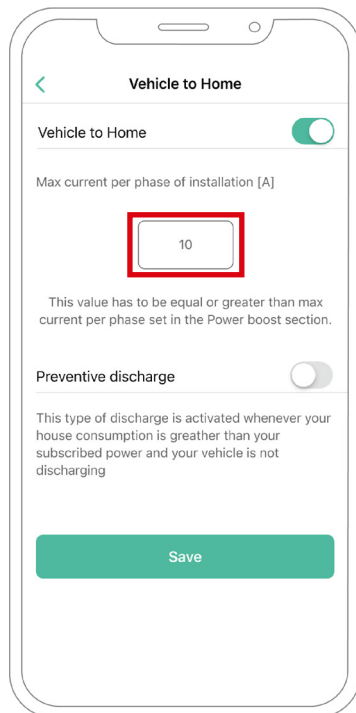 Vehicle to Home
Vehicle to Home
Max current per phase of installation [A]
10
This value has to be equal or greater than max
current per phase set in the Power boost section.
Preventive discharge
This type of discharge is activated whenever your
house consumption is greather than your
subscribed power and your vehicle is not
discharging
Save